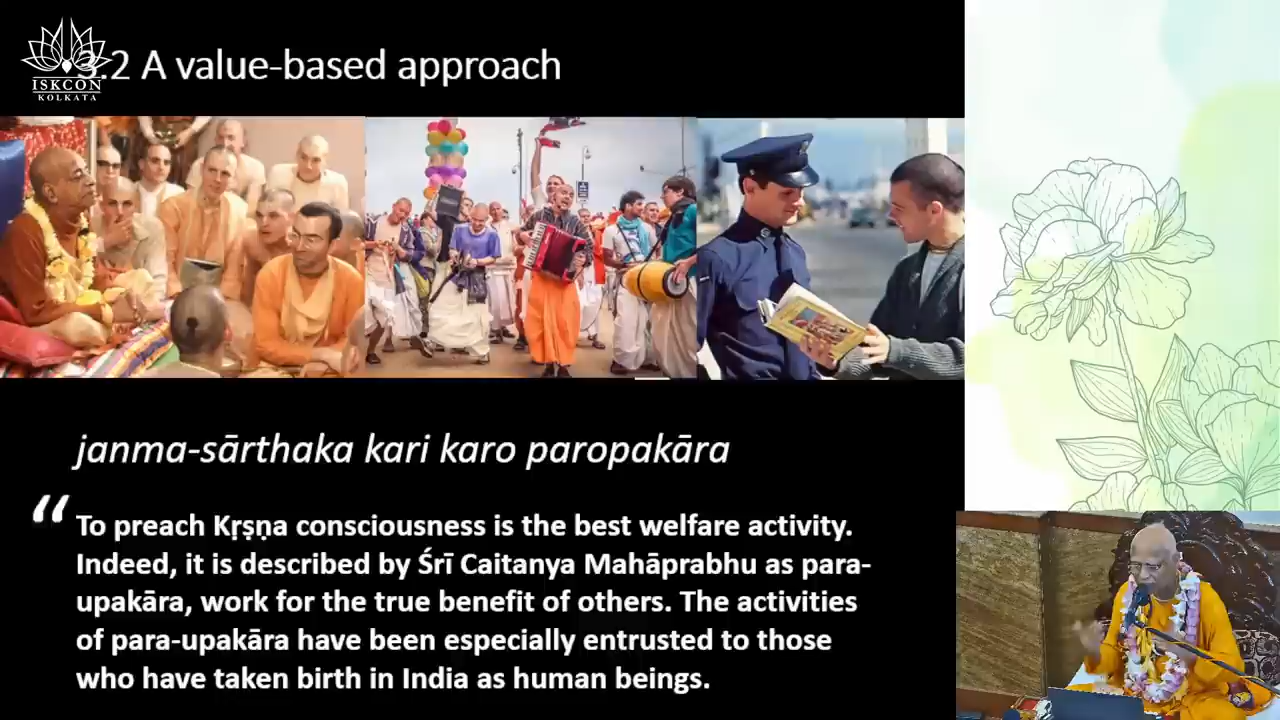 ISKCON
KOLKATA
3.2 A value-based approach
janma-sārthaka kari karo paropakāra
“ To preach Kṛṣṇa consciousness is the best welfare activity.
Indeed, it is described by Śrī Caitanya Mahāprabhu as para-
upakāra, work for the true benefit of others. The activities
of para-upakāra have been especially entrusted to those
who have taken birth in India as human beings.